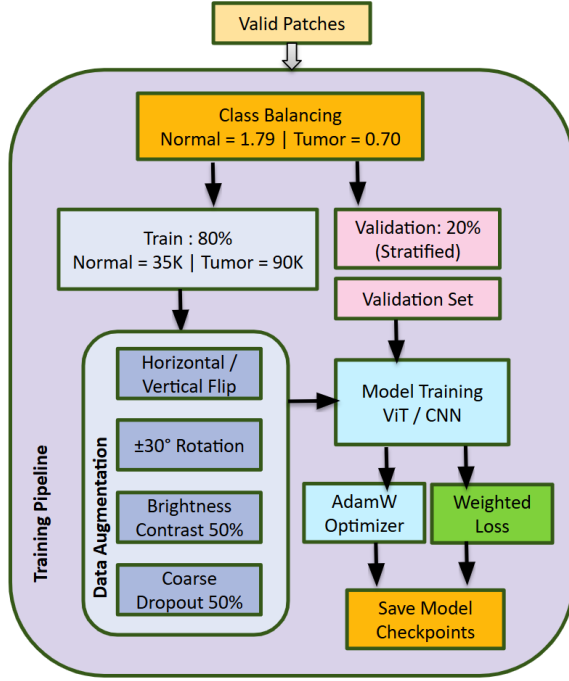 Valid Patches
Class Balancing
Normal = 1.79 | Tumor = 0.70
Train : 80%
Normal = 35K | Tumor = 90K
Validation: 20%
(Stratified)
Validation Set
Horizontal /
Vertical Flip
±30° Rotation
Brightness
Contrast 50%
Coarse
Dropout 50%
Data Augmentation
Training Pipeline
Model Training
ViT / CNN
AdamW
Optimizer
Weighted
Loss
Save Model
Checkpoints